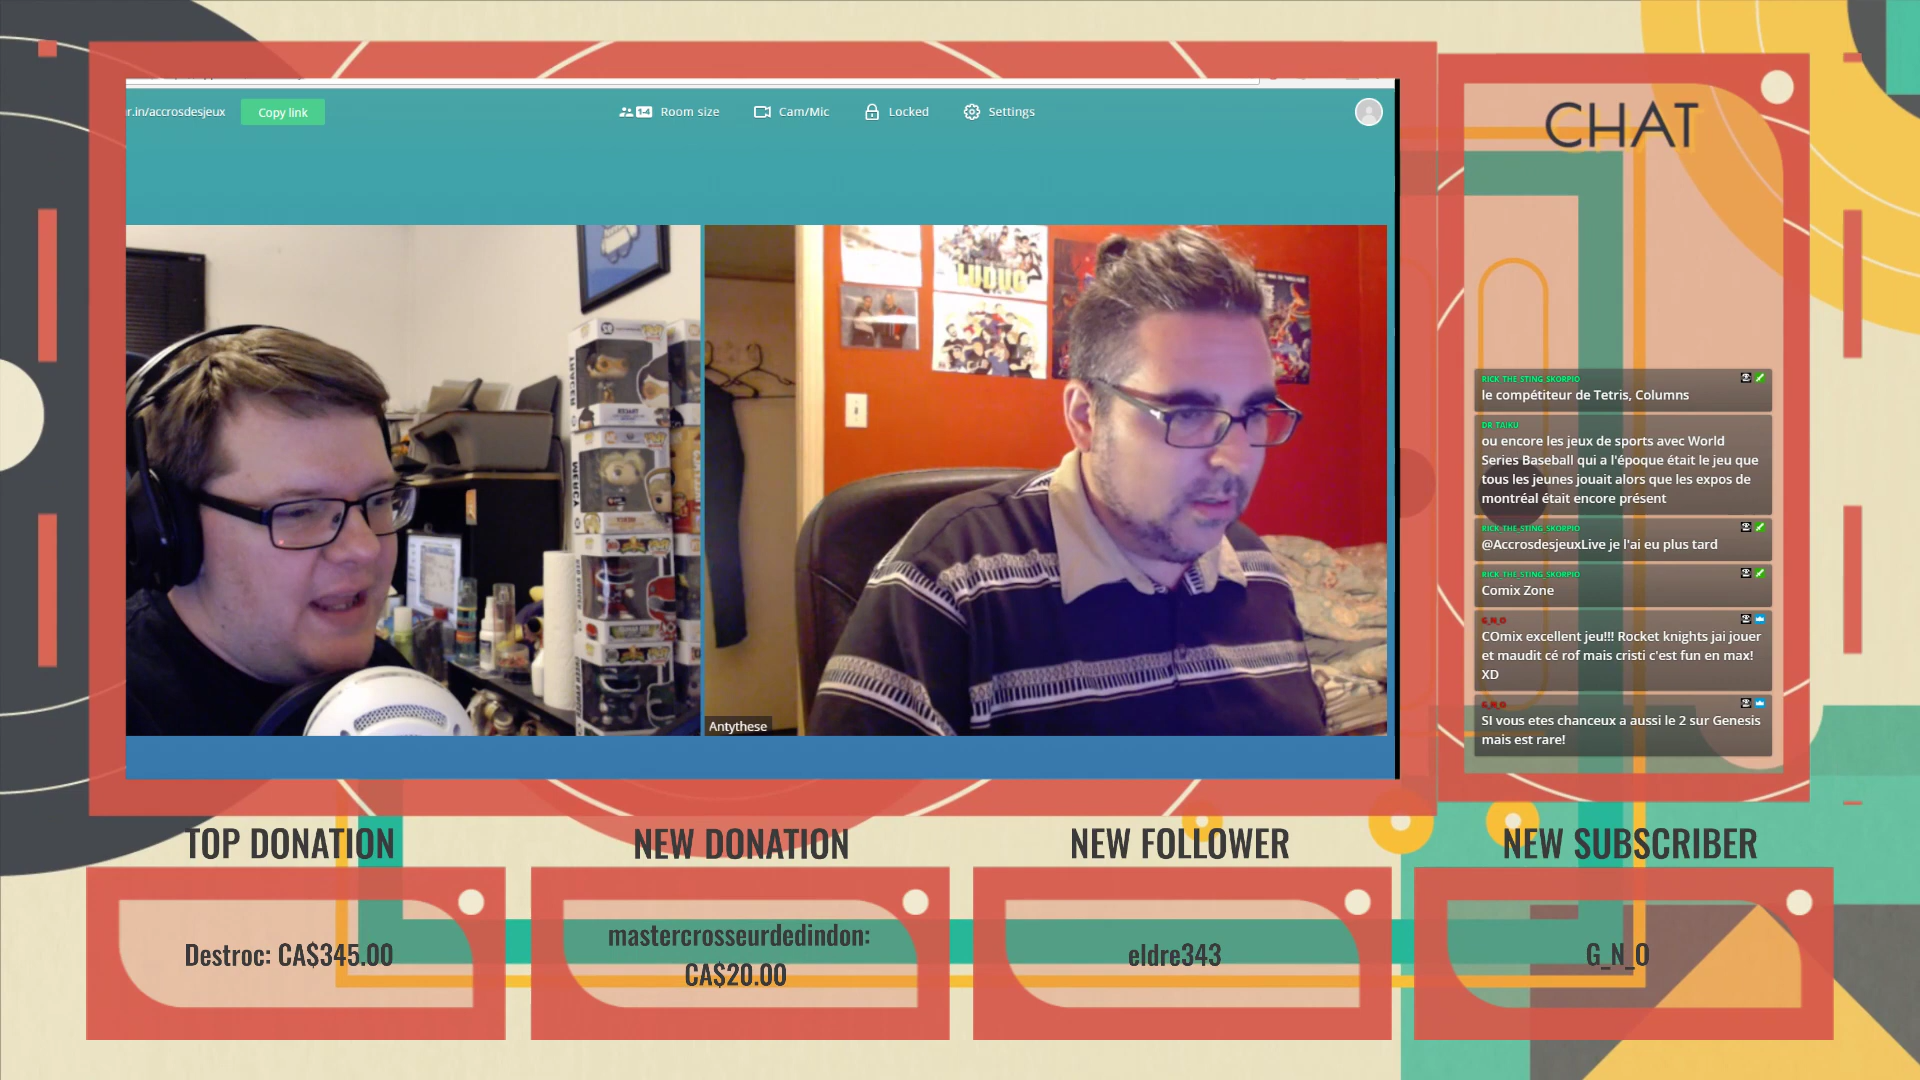 r.in/accrosdesjeux
Copy link
1-4 Room size
Cam/Mic
Locked
Settings
CHAT
LUDUO
Antythese
RICK THE STING SKORPIO
le compétiteur de Tetris, Columns
DR TAIKU
ou encore les jeux de sports avec World
Series Baseball qui a l'époque était le jeu que
tous les jeunes jouait alors que les expos de
montréal était encore présent
RICK THE STING SKORPIO
@AccrosdesjeuxLive je l'ai eu plus tard
RICK THE STING SKORPIO
Comix Zone
G_N_O
COmix excellent jeu!!! Rocket knights jai jouer
et maudit cé rof mais cristi c'est fun en max!
XD
G_N_O
SI vous etes chanceux a aussi le 2 sur Genesis
mais est rare!
TOP DONATION
NEW DONATION
NEW FOLLOWER
NEW SUBSCRIBER
Destroc: CA$345.00
mastercrosseurdedindon:
CA$20.00
eldre343
G_N_O